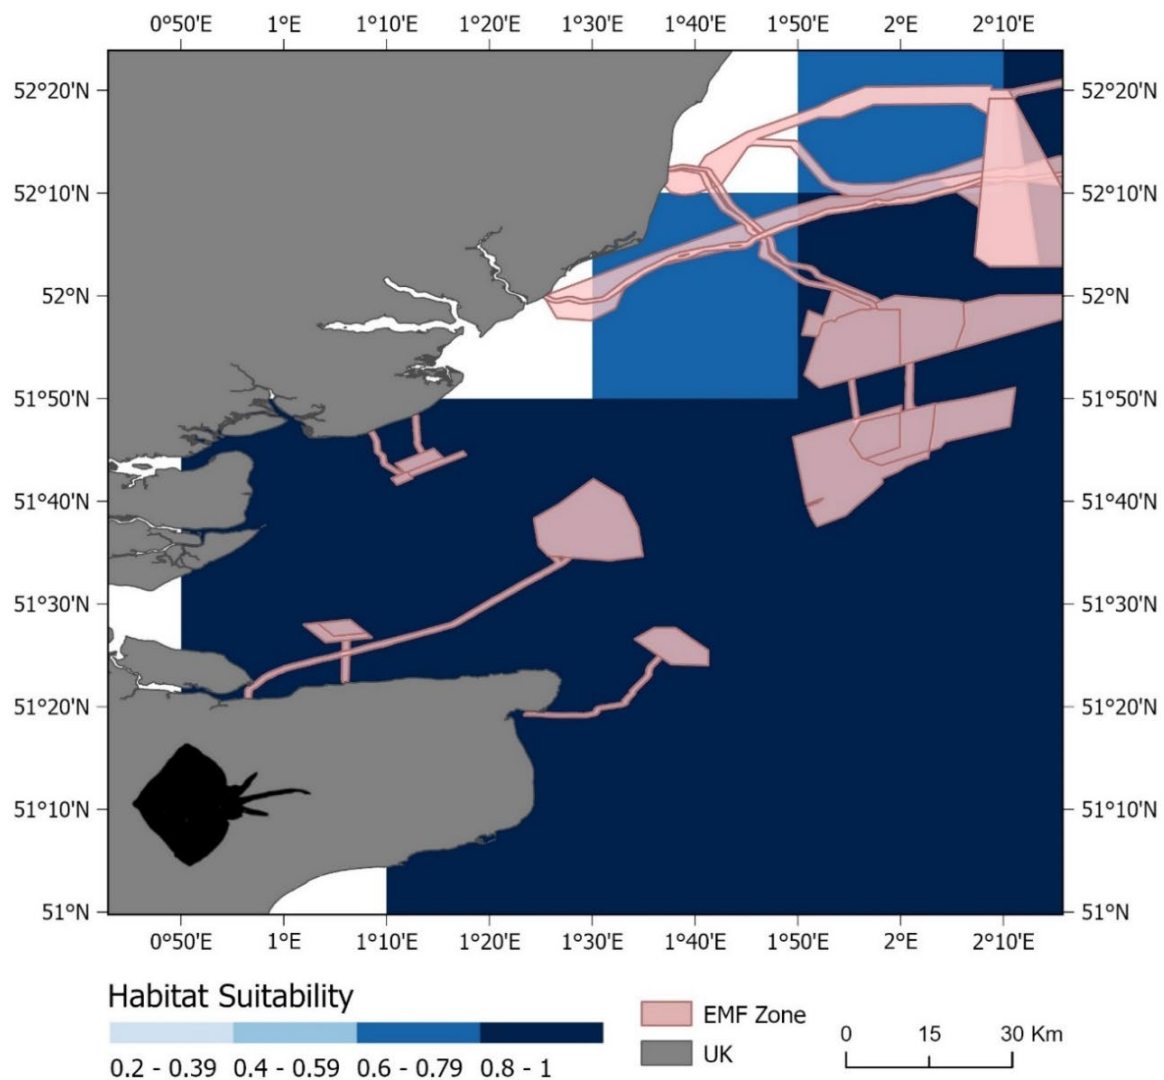 0°50'E 1°E 1°10'E 1°20'E 1°30'E 1°40'E 1°50'E 2°E 2°10'E
52°20'N 52°20'N
52°10'N 52°10'N
52°N 52°N
51°50'N 51°50'N
51°40'N 51°40'N
51°30'N 51°30'N
51°20'N 51°20'N
51°10'N 51°10'N
51°N 51°N
0°50'E 1°E 1°10'E 1°20'E 1°30'E 1°40'E 1°50'E 2°E 2°10'E
Habitat Suitability
0.2 - 0.39 0.4 - 0.59 0.6 - 0.79 0.8 - 1
EMF Zone
UK
0 15 30 Km